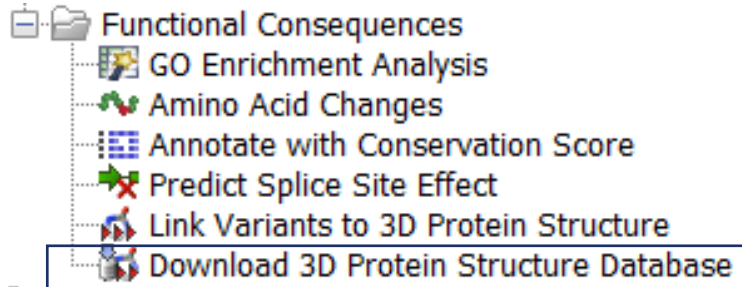 Functional Consequences
GO Enrichment Analysis
Amino Acid Changes
Annotate with Conservation Score
Predict Splice Site Effect
Link Variants to 3D Protein Structure
Download 3D Protein Structure Database